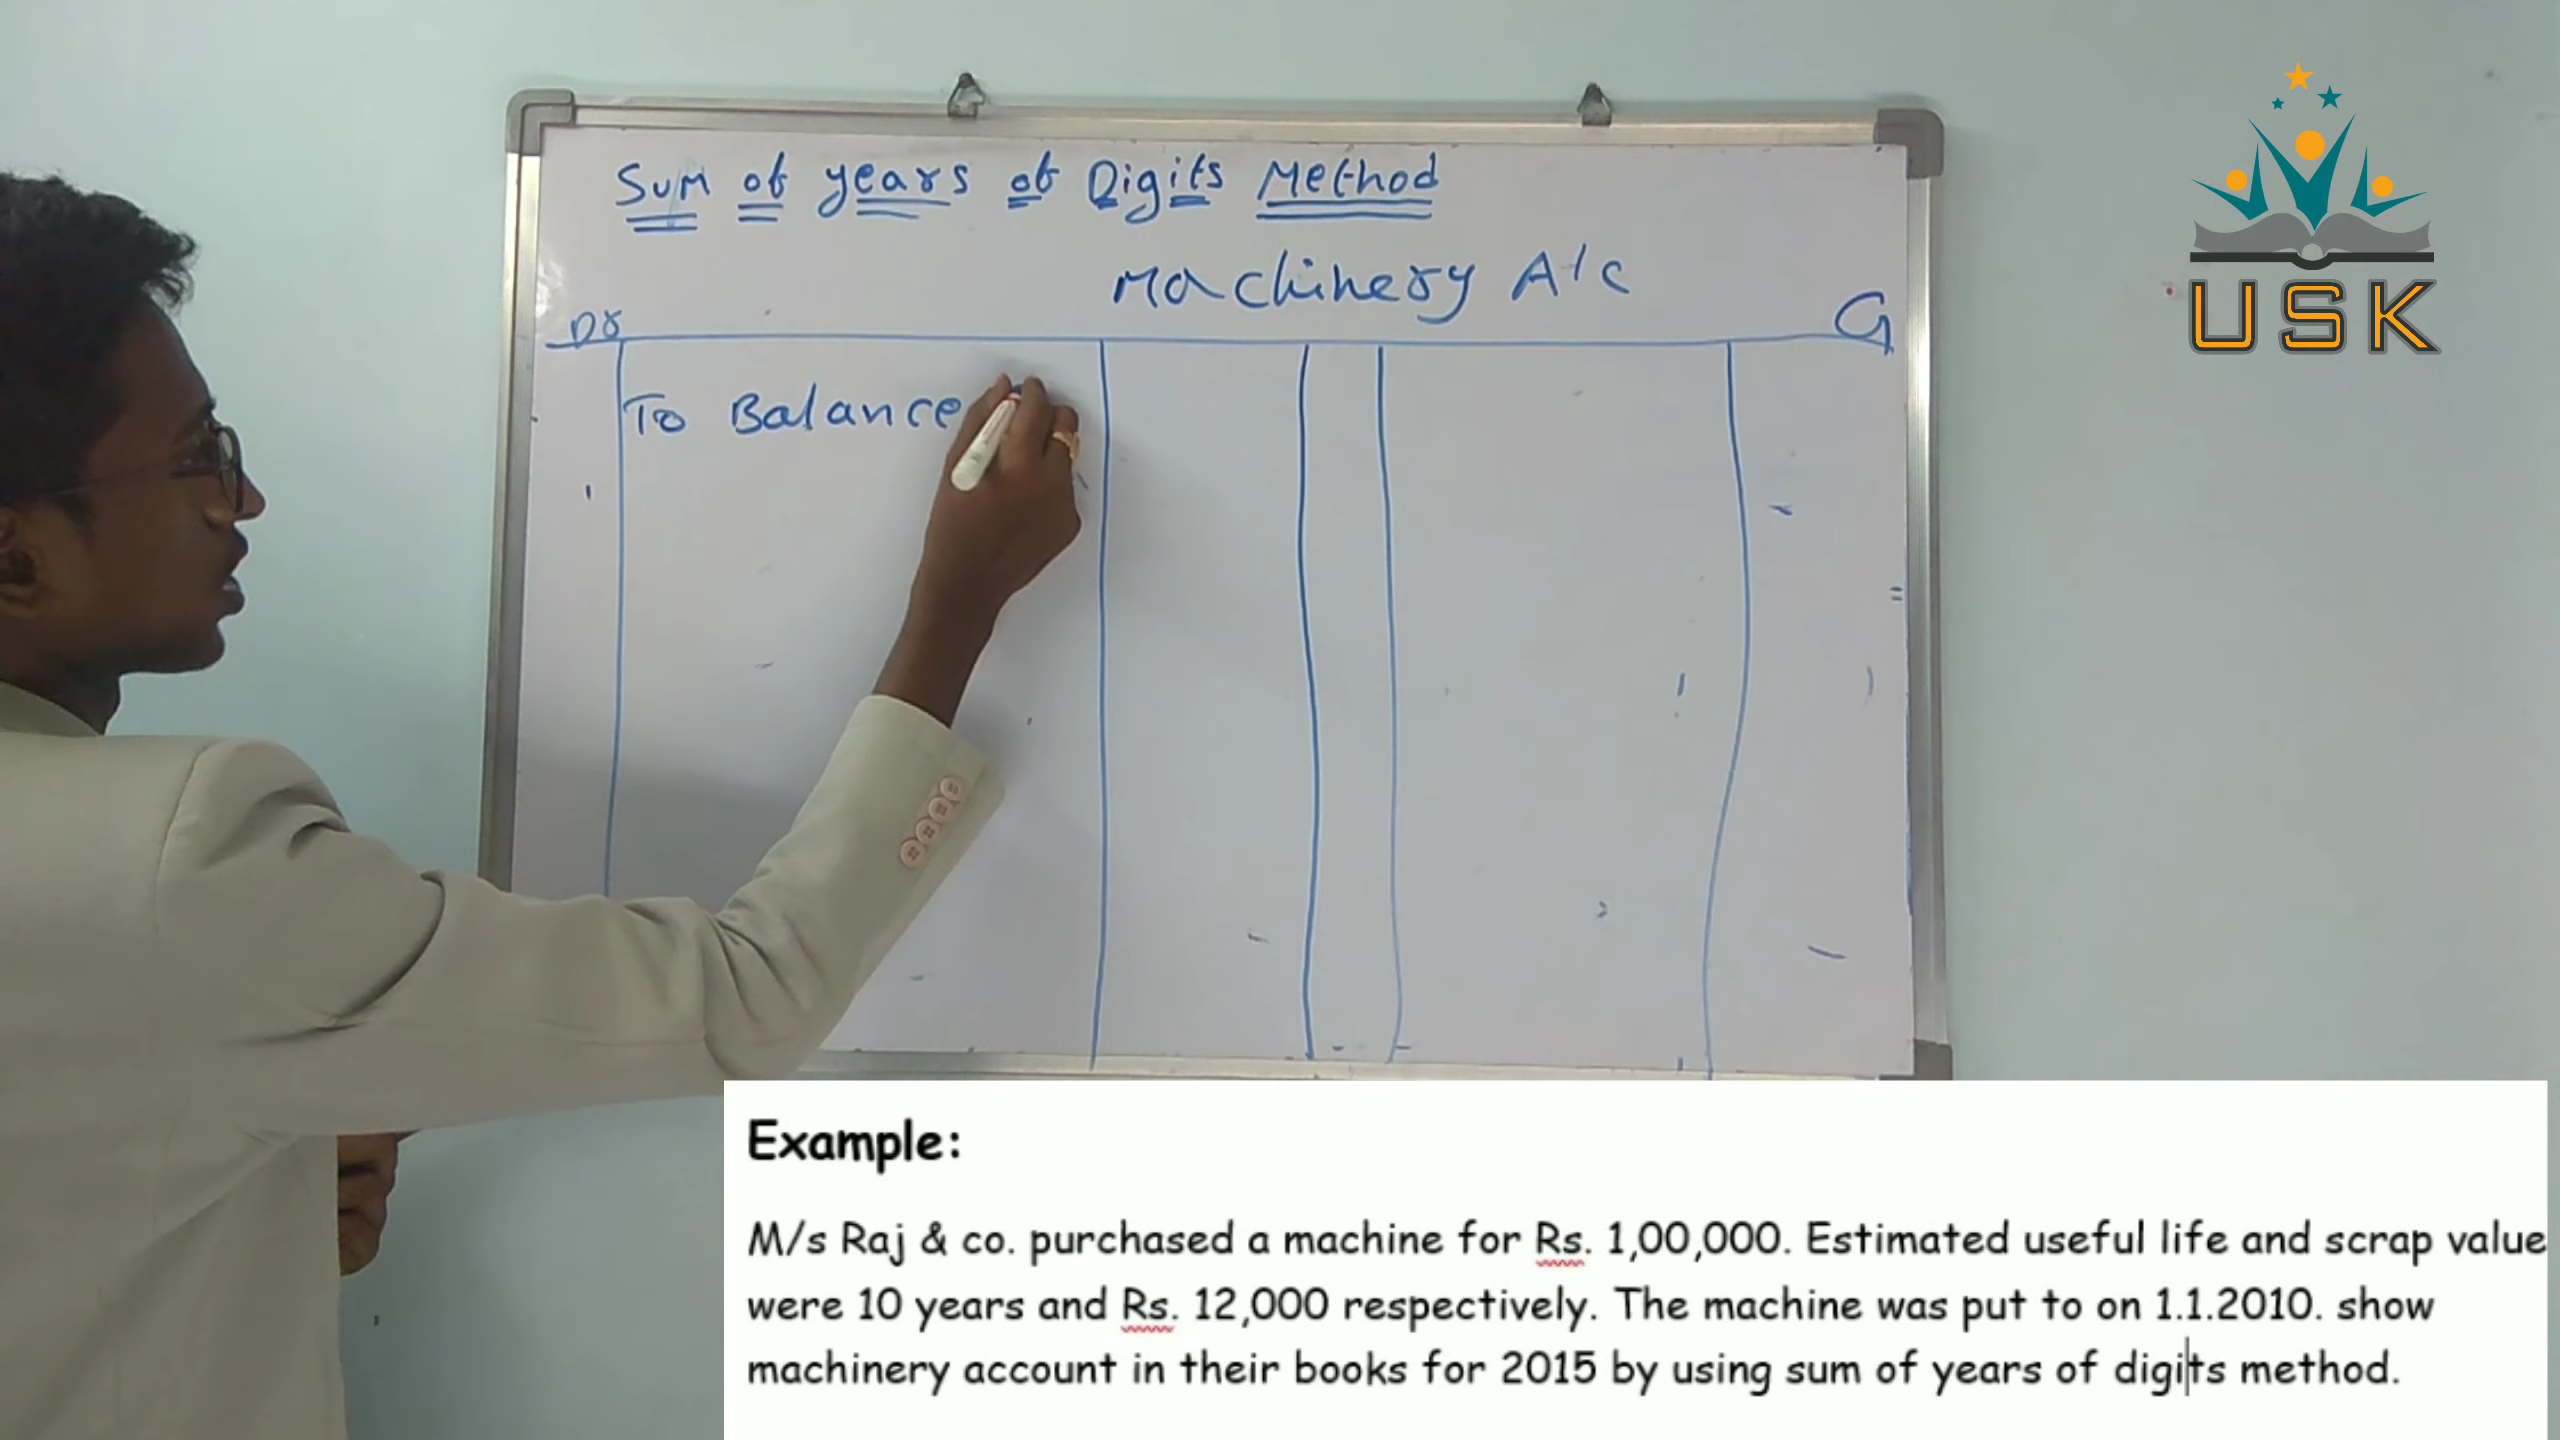 Sum of years of Digits Method
Machinery A/c
Dr
Cr
To Balance
USK
Example:
M/s Raj & co. purchased a machine for Rs. 1,00,000. Estimated useful life and scrap value
were 10 years and Rs. 12,000 respectively. The machine was put to on 1.1.2010. show
machinery account in their books for 2015 by using sum of years of digits method.